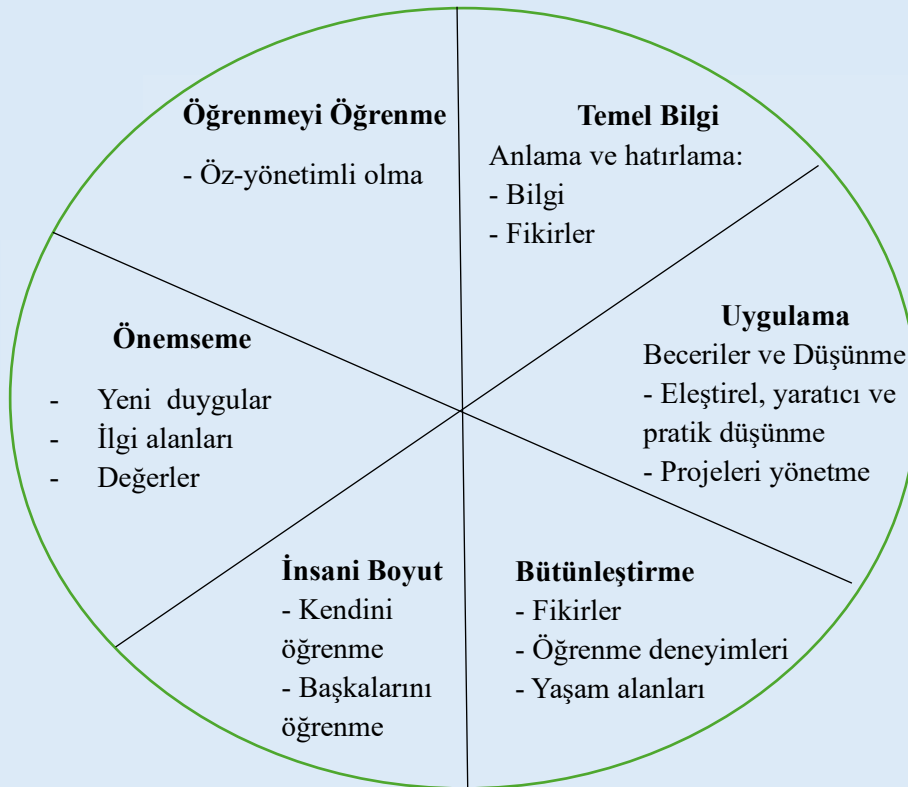 Öğrenmeyi Öğrenme
- Öz-yönetimli olma
Temel Bilgi
Anlama ve hatırlama:
- Bilgi
- Fikirler
Uygulama
Beceriler ve Düşünme
- Eleştirel, yaratıcı ve
pratik düşünme
- Projeleri yönetme
Bütünleştirme
- Fikirler
- Öğrenme deneyimleri
- Yaşam alanları
İnsani Boyut
- Kendini
öğrenme
- Başkalarını
öğrenme
Önemseme
- Yeni duygular
- İlgi alanları
- Değerler